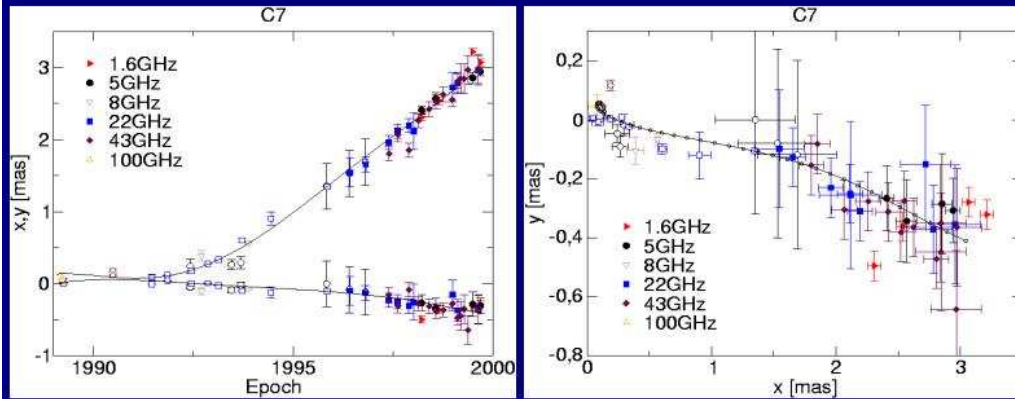 C7
3
2
1
0
-1
x,y [mas]
1.6GHz
5GHz
8GHz
22GHz
43GHz
100GHz
1990
1995
2000
Epoch
C7
0,2
0
-0,2
-0,4
-0,6
-0,8
y [mas]
1.6GHz
5GHz
8GHz
22GHz
43GHz
100GHz
0
1
2
3
x [mas]